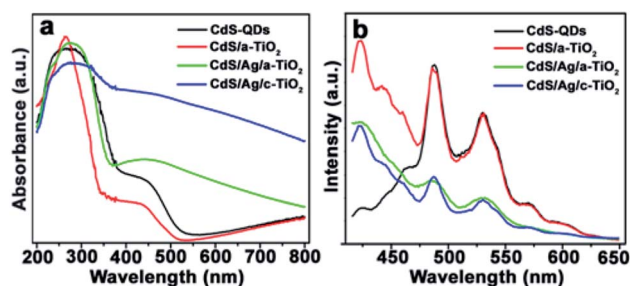 a
CdS-QDs
CdS/a-TiO2
CdS/Ag/a-TiO2
CdS/Ag/c-TiO2
Absorbance (a.u.)
200 300 400 500 600 700 800
Wavelength (nm)
b
CdS-QDs
CdS/a-TiO2
CdS/Ag/a-TiO2
CdS/Ag/c-TiO2
Intensity (a.u.)
450 500 550 600 650
Wavelength (nm)